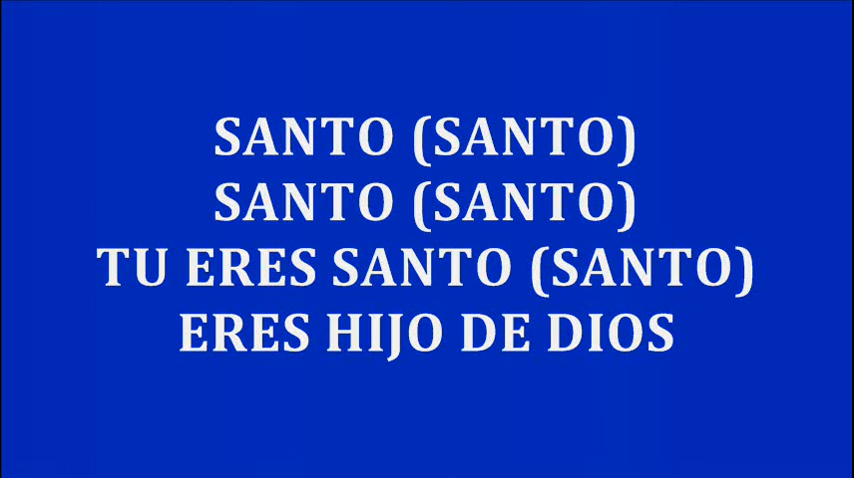 SANTO (SANTO)
SANTO (SANTO)
TU ERES SANTO (SANTO)
ERES HIJO DE DIOS